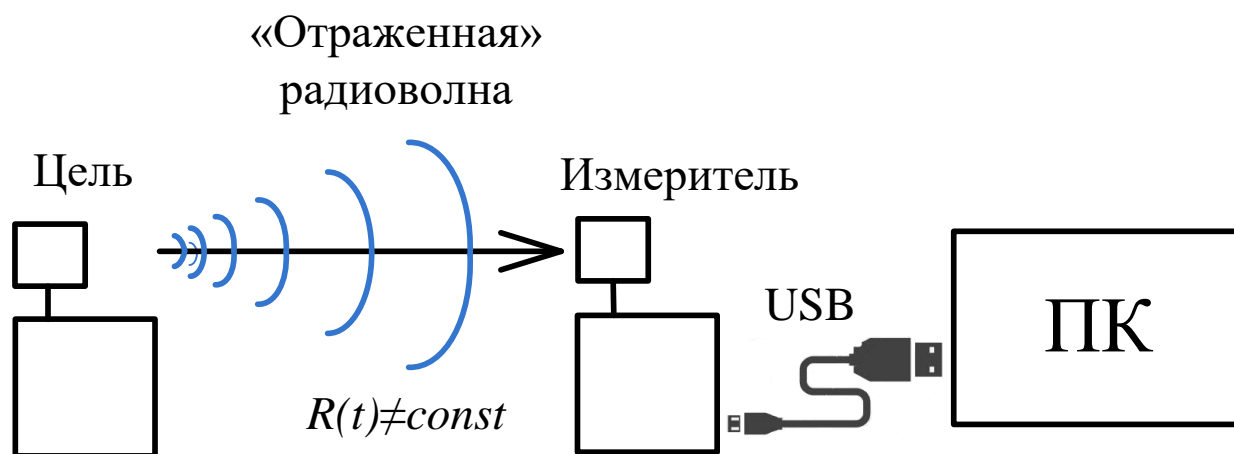 «Отраженная»
радиоволна
Цель
Измеритель
USB
ПК
R(t)≠const